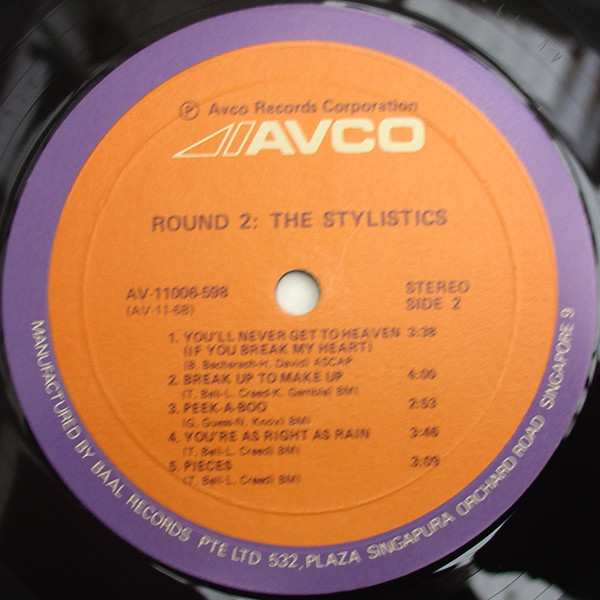 Ⓟ Avco Records Corporation
AVCO
ROUND 2: THE STYLISTICS
AV-11006-598 STEREO
(AV-11-6B) SIDE 2
1. YOU'LL NEVER GET TO HEAVEN 3:38
(IF YOU BREAK MY HEART)
(B. Bacharach-H. David) ASCAP
2. BREAK UP TO MAKE UP 4:00
(T. Bell-L. Creed-K. Gamble) BMI
3. PEEK-A-BOO 2:53
(G. Guess-N. Knox) BMI
4. YOU'RE AS RIGHT AS RAIN 3:46
(T. Bell-L. Creed) BMI
5. PIECES 3:09
(T. Bell-L. Creed) BMI
MANUFACTURED BY BAAL RECORDS PTE LTD 532, PLAZA SINGAPURA ORCHARD ROAD SINGAPORE 9